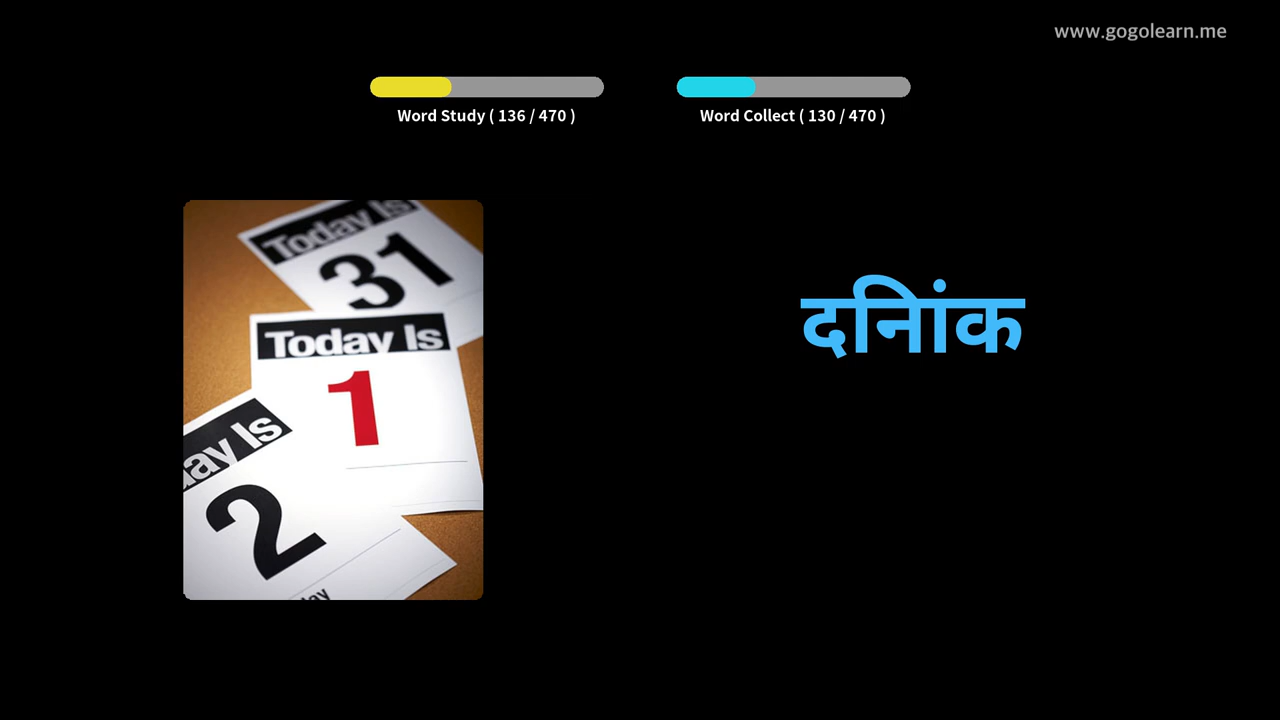 www.gogolearn.me
Word Study ( 136 / 470 )
Word Collect ( 130 / 470 )
Today Is
31
Today Is
1
ay Is
2
दनिांक